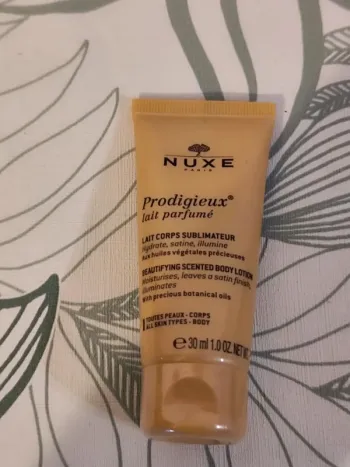 NUXE
PARIS
Prodigieux®
lait parfumé
LAIT CORPS SUBLIMATEUR
Hydrate, satine, illumine
Aux huiles végétales précieuses
BEAUTIFYING SCENTED BODY LOTION
Moisturises, leaves a satin finish,
illuminates
With precious botanical oils
TOUTES PEAUX - CORPS
ALL SKIN TYPES - BODY
℮ 30 ml 1.0 OZ. NET